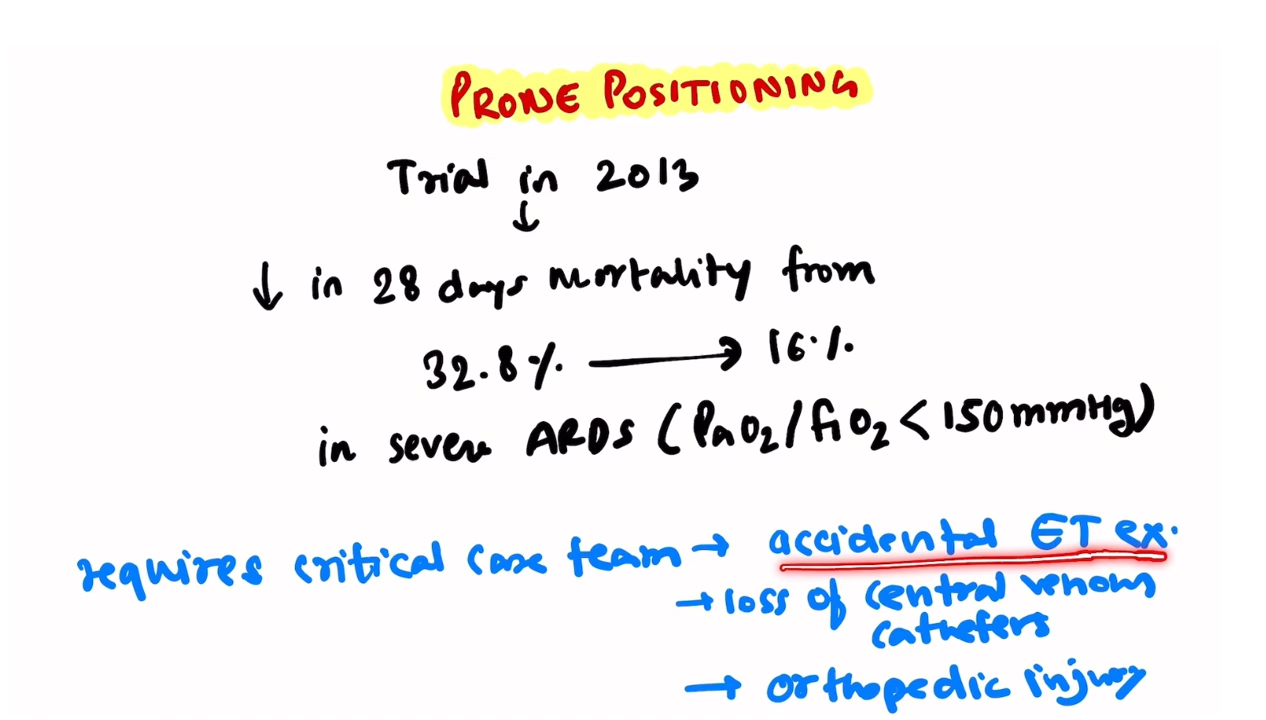 PRONE POSITIONING
Trial in 2013
↓
↓ in 28 days mortality from
32.8% → 16%
in severe ARDS (PaO₂/FiO₂ < 150 mmHg)
requires critical care team → accidental ET ex.
→ loss of central venous
catheters
→ orthopedic injury